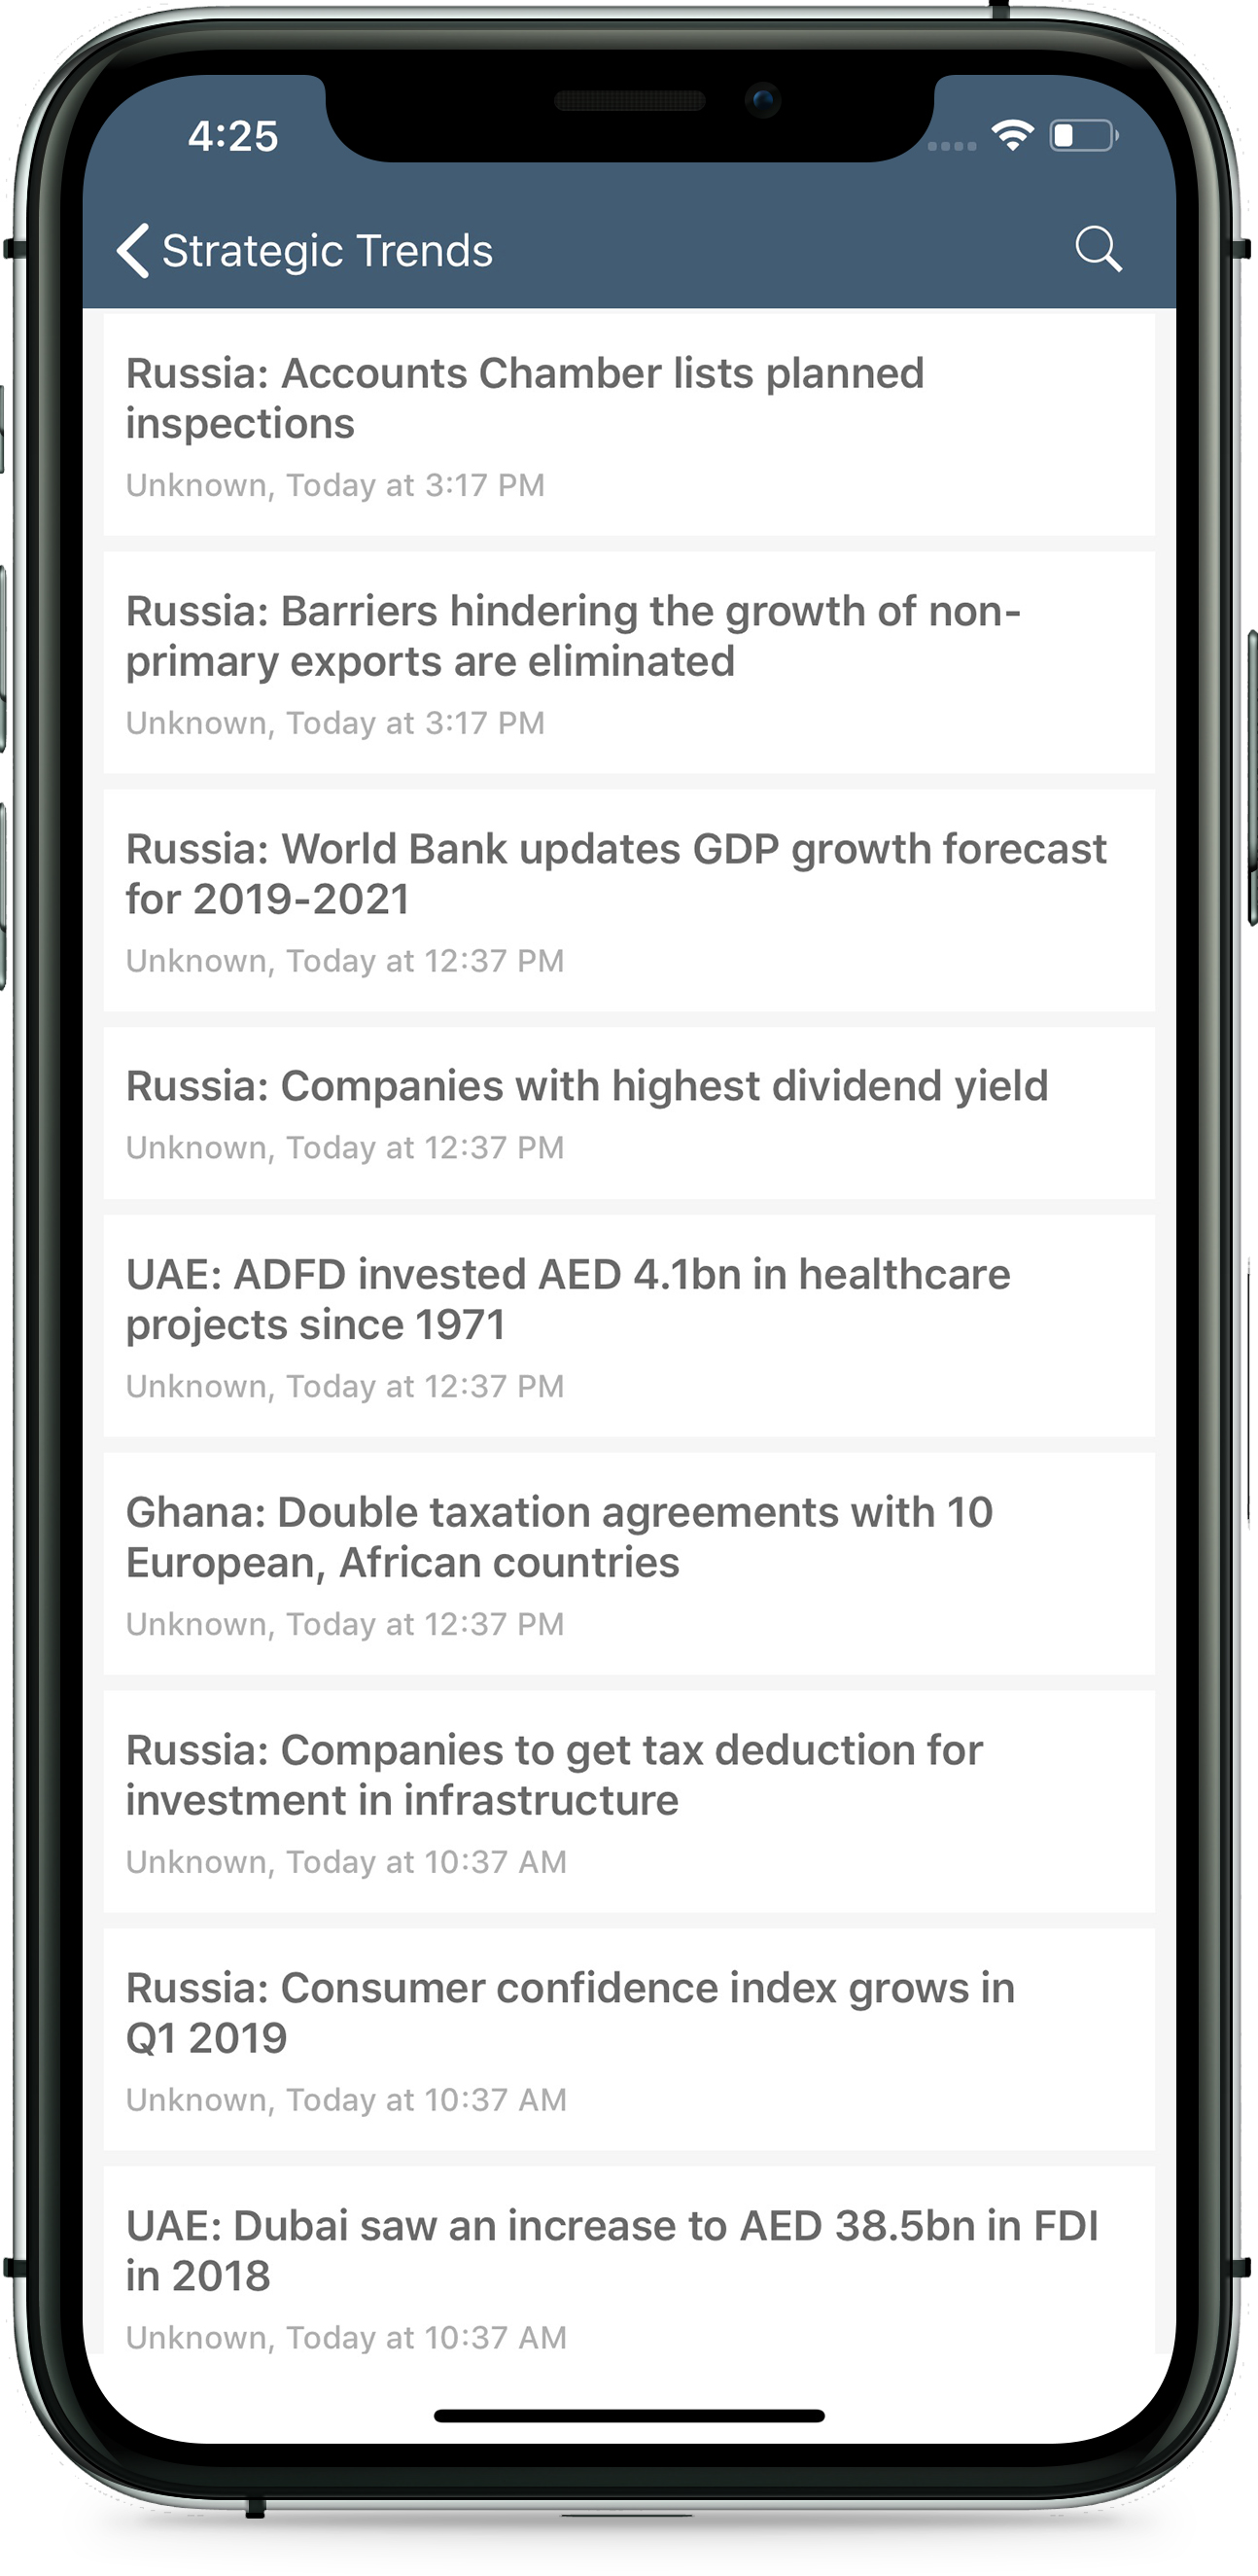 4:25
Strategic Trends
Russia: Accounts Chamber lists planned
inspections
Unknown, Today at 3:17 PM
Russia: Barriers hindering the growth of non-
primary exports are eliminated
Unknown, Today at 3:17 PM
Russia: World Bank updates GDP growth forecast
for 2019-2021
Unknown, Today at 12:37 PM
Russia: Companies with highest dividend yield
Unknown, Today at 12:37 PM
UAE: ADFD invested AED 4.1bn in healthcare
projects since 1971
Unknown, Today at 12:37 PM
Ghana: Double taxation agreements with 10
European, African countries
Unknown, Today at 12:37 PM
Russia: Companies to get tax deduction for
investment in infrastructure
Unknown, Today at 10:37 AM
Russia: Consumer confidence index grows in
Q1 2019
Unknown, Today at 10:37 AM
UAE: Dubai saw an increase to AED 38.5bn in FDI
in 2018
Unknown, Today at 10:37 AM